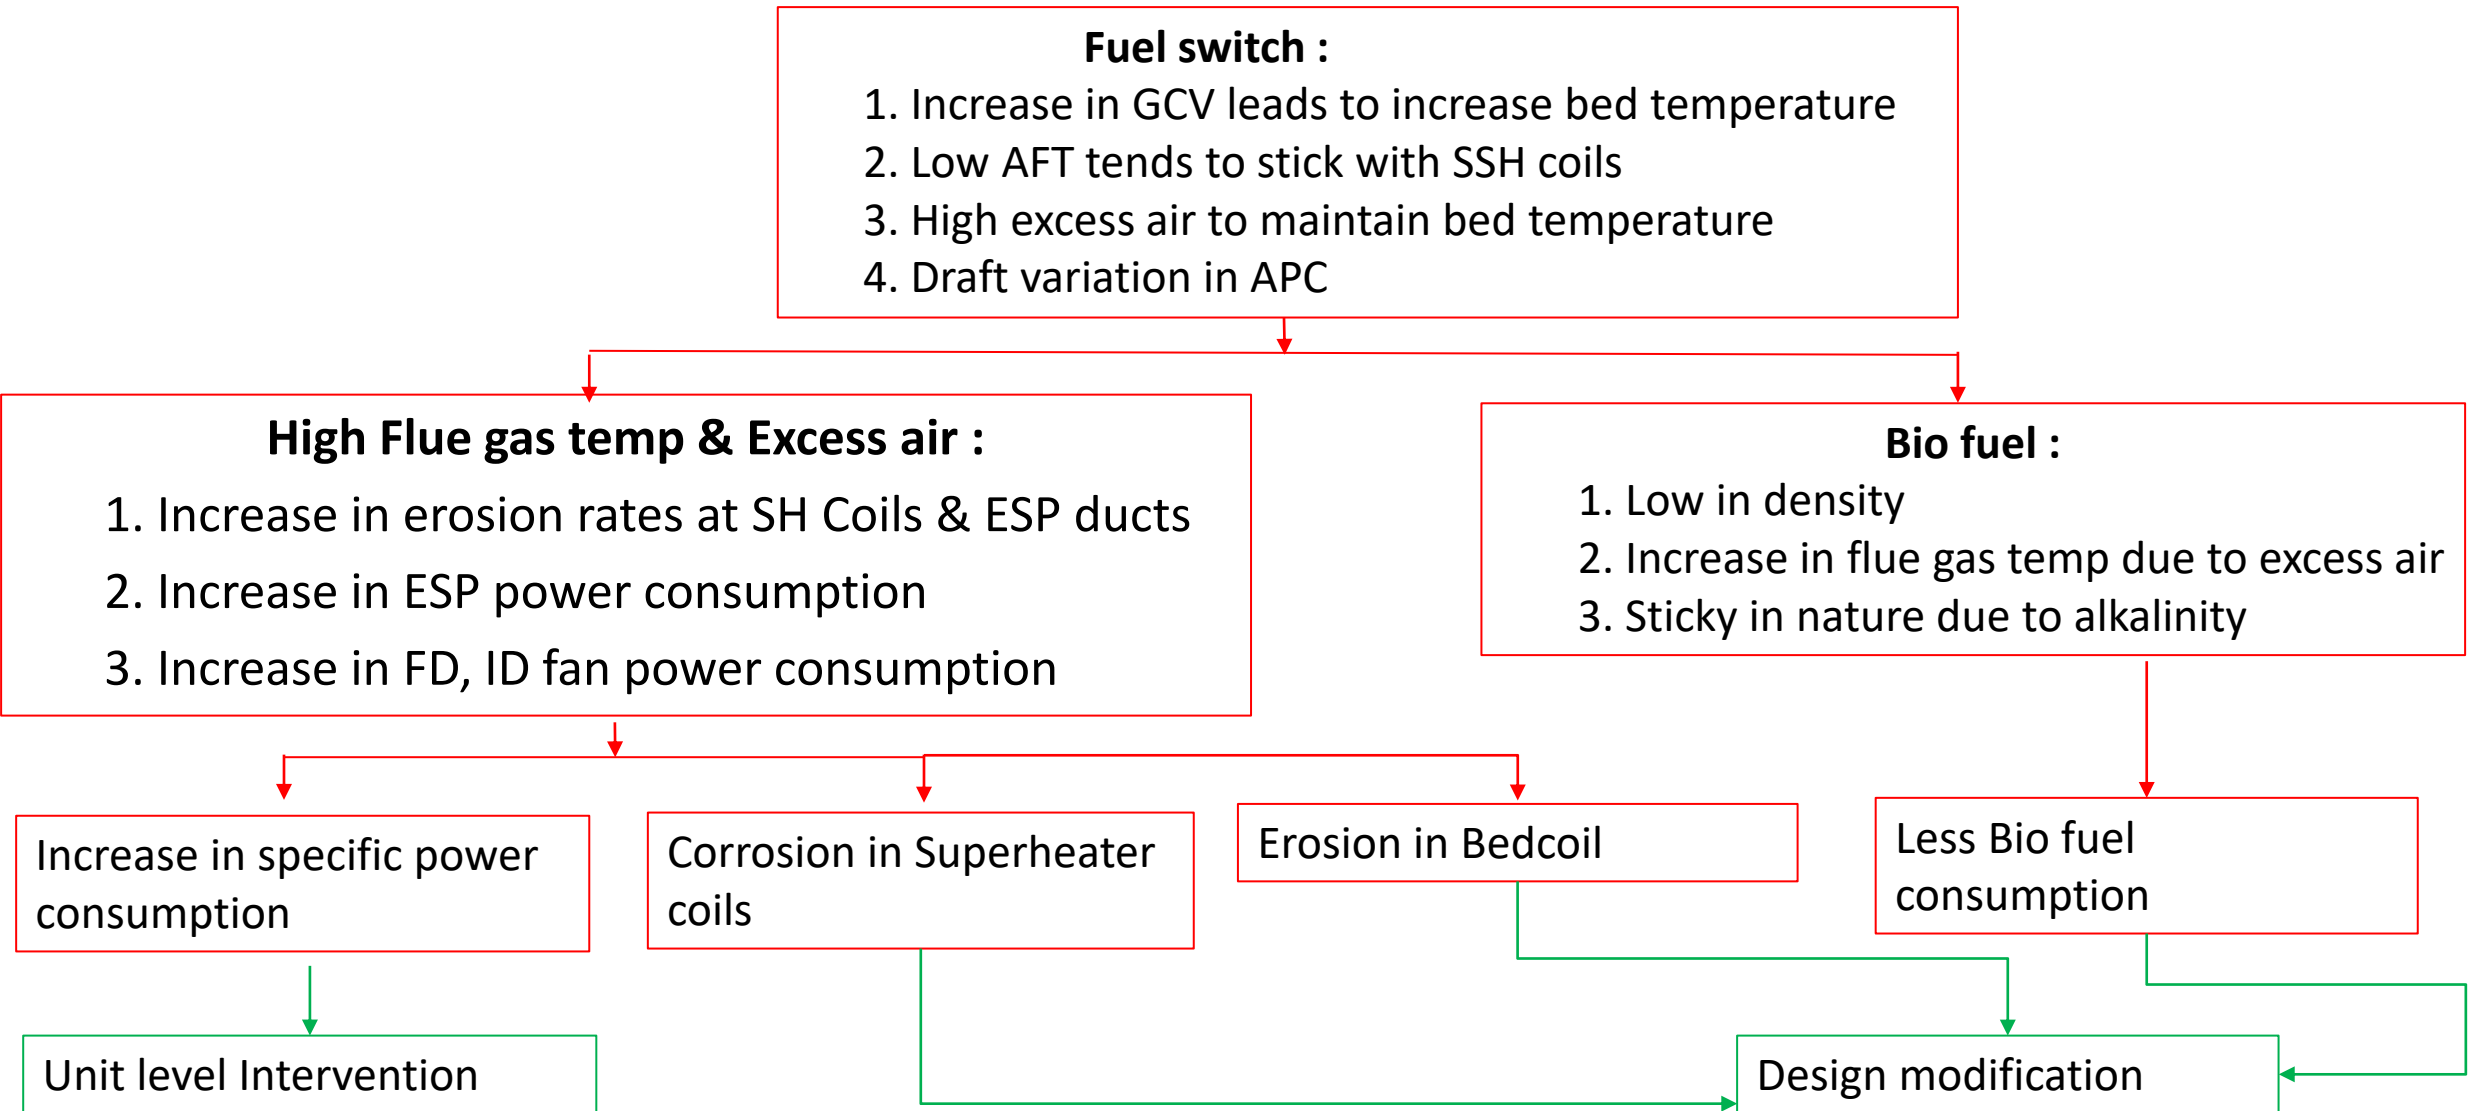 Fuel switch :
1. Increase in GCV leads to increase bed temperature
2. Low AFT tends to stick with SSH coils
3. High excess air to maintain bed temperature
4. Draft variation in APC
High Flue gas temp & Excess air :
1. Increase in erosion rates at SH Coils & ESP ducts
2. Increase in ESP power consumption
3. Increase in FD, ID fan power consumption
Bio fuel :
1. Low in density
2. Increase in flue gas temp due to excess air
3. Sticky in nature due to alkalinity
Increase in specific power
consumption
Corrosion in Superheater
coils
Erosion in Bedcoil
Less Bio fuel
consumption
Unit level Intervention
Design modification